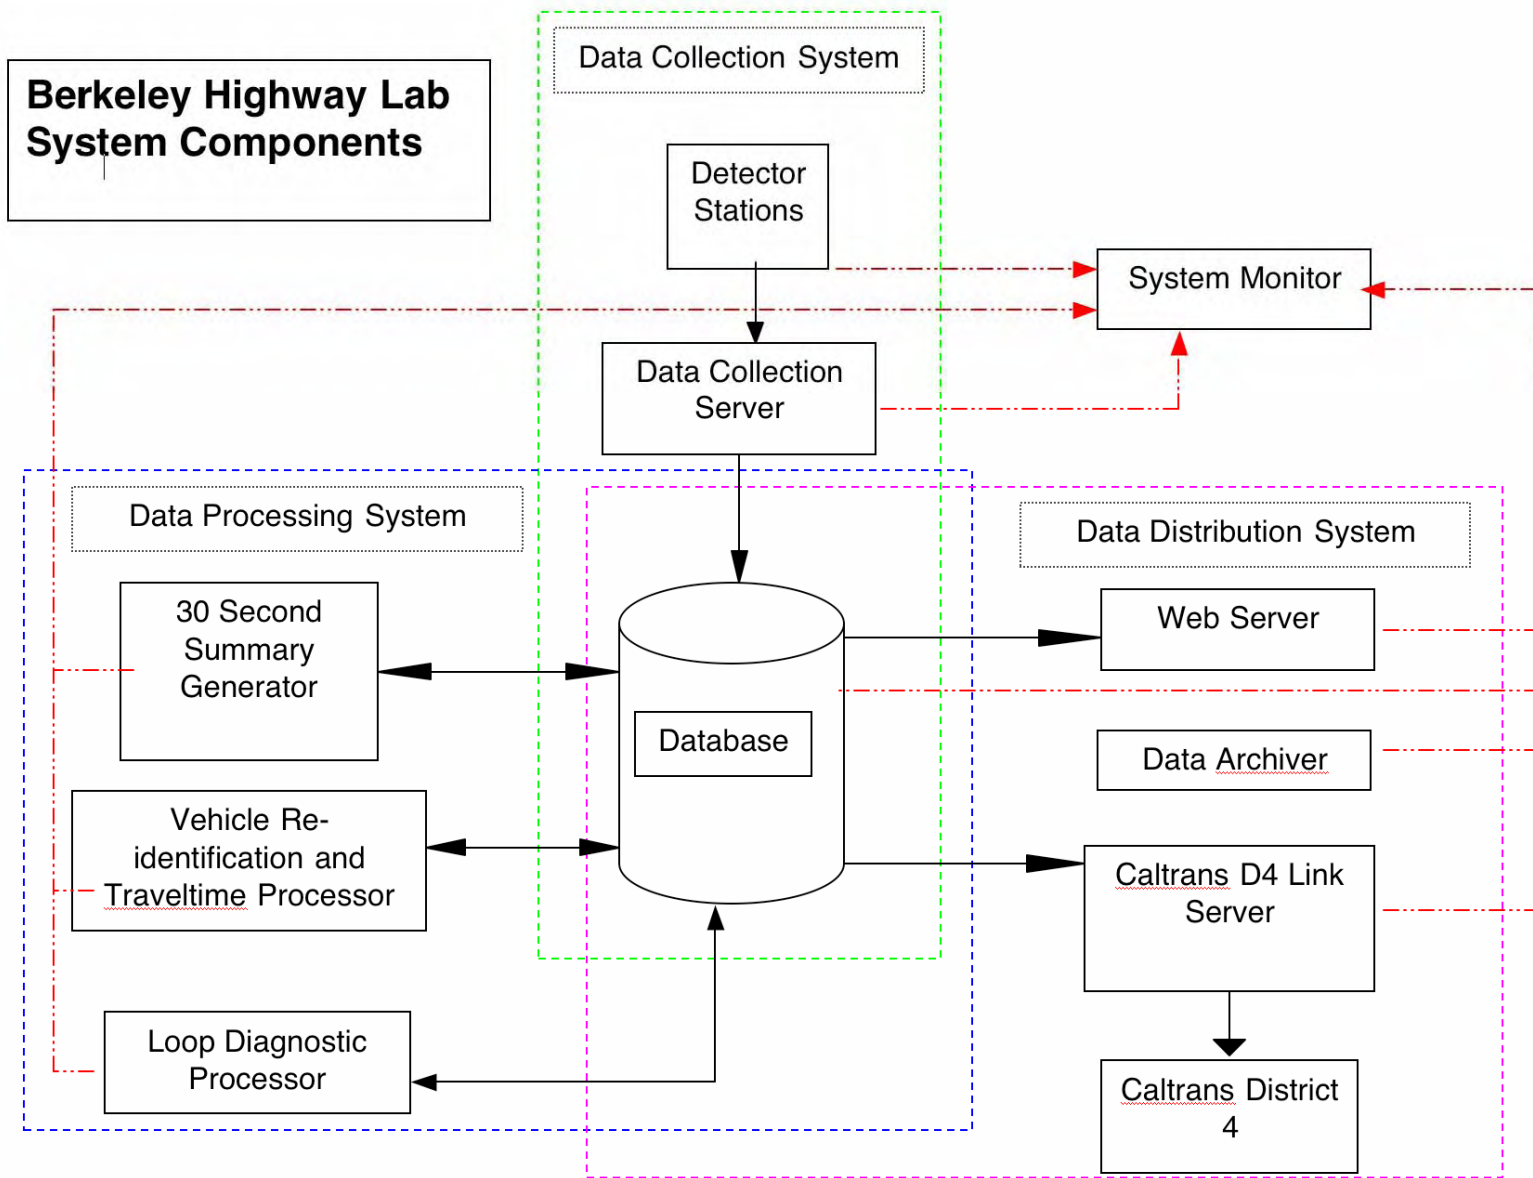 Berkeley Highway Lab
System Components
Data Collection System
Detector
Stations
System Monitor
Data Collection
Server
Data Processing System
Data Distribution System
30 Second
Summary
Generator
Web Server
Database
Data Archiver
Vehicle Re-
identification and
Traveltime Processor
Caltrans D4 Link
Server
Loop Diagnostic
Processor
Caltrans District
4